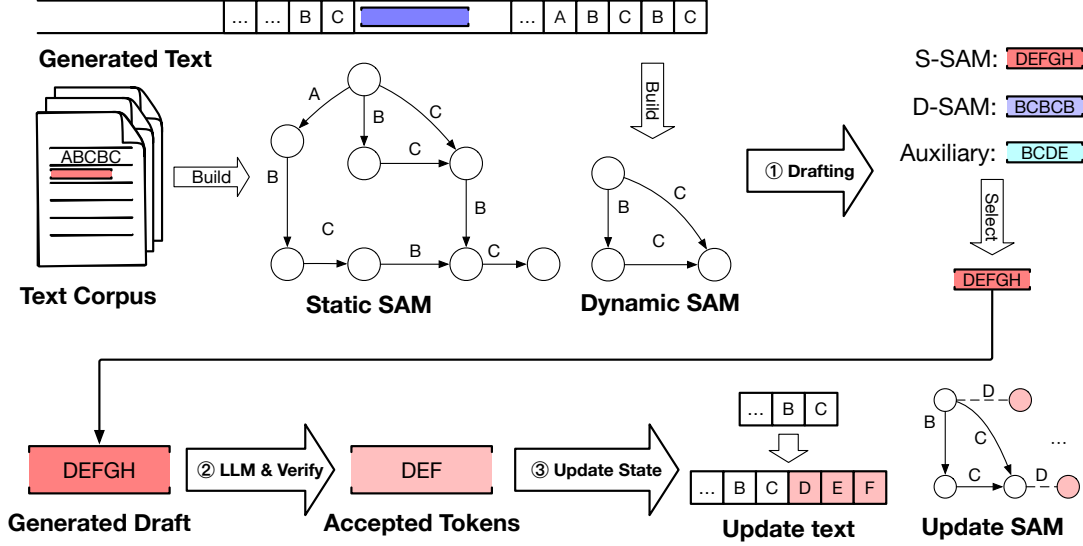 ... ... B C ... A B C B C
Generated Text
S-SAM: DEFGH
D-SAM: BCBCB
Auxiliary: BCDE
Build
A
B
C
C
B
B
C
B
C
ABCBC
Build
B
C
C
① Drafting
Select
DEFGH
Text Corpus
Static SAM
Dynamic SAM
DEFGH
② LLM & Verify
DEF
③ Update State
... B C
... B C D E F
D
B
C
...
C
D
Generated Draft
Accepted Tokens
Update text
Update SAM